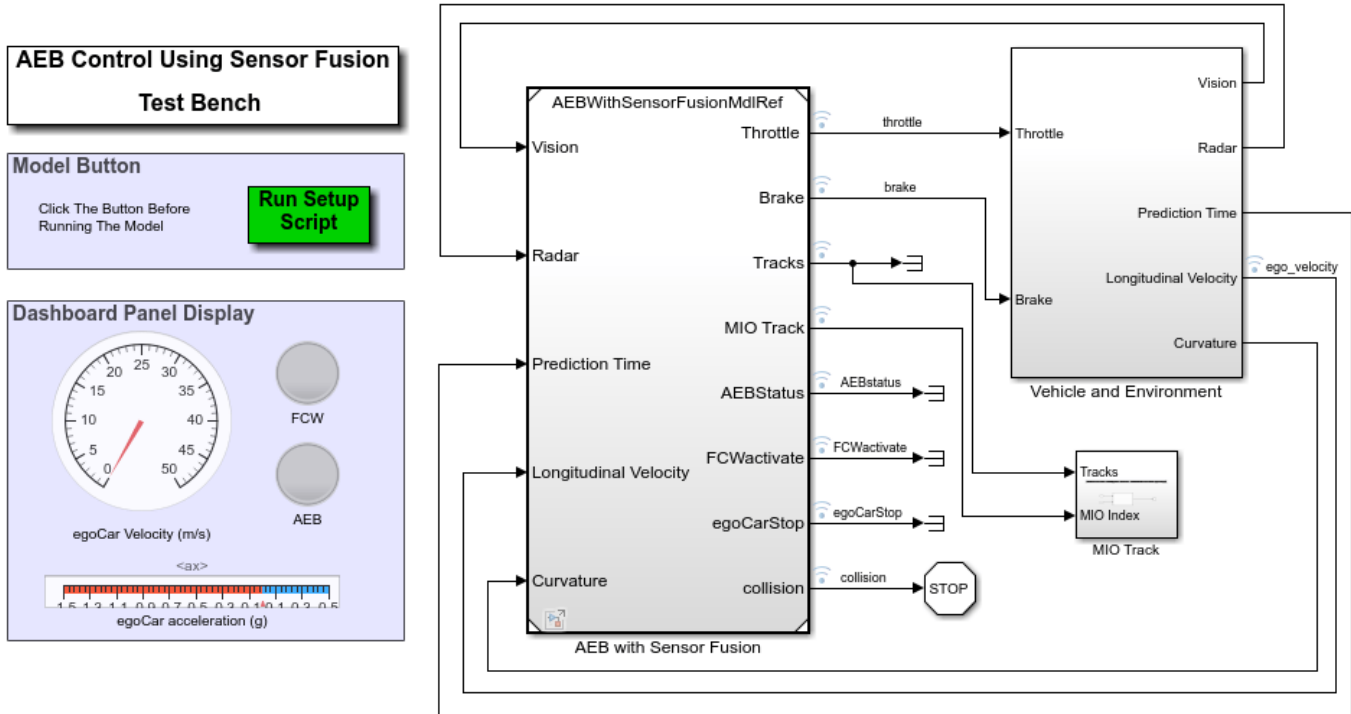 AEB Control Using Sensor Fusion
Test Bench
Model Button
Click The Button Before
Running The Model
Run Setup
Script
Dashboard Panel Display
0
5
10
15
20
25
30
35
40
45
50
FCW
AEB
egoCar Velocity (m/s)
<ax>
egoCar acceleration (g)
AEBWithSensorFusionMdlRef
Vision
Radar
Prediction Time
Longitudinal Velocity
Curvature
Throttle
Brake
Tracks
MIO Track
AEBStatus
FCWactivate
egoCarStop
collision
AEB with Sensor Fusion
throttle
brake
AEBstatus
FCWactivate
egoCarStop
collision
STOP
Throttle
Brake
Vision
Radar
Prediction Time
Longitudinal Velocity
Curvature
Vehicle and Environment
ego_velocity
Tracks
MIO Index
MIO Track